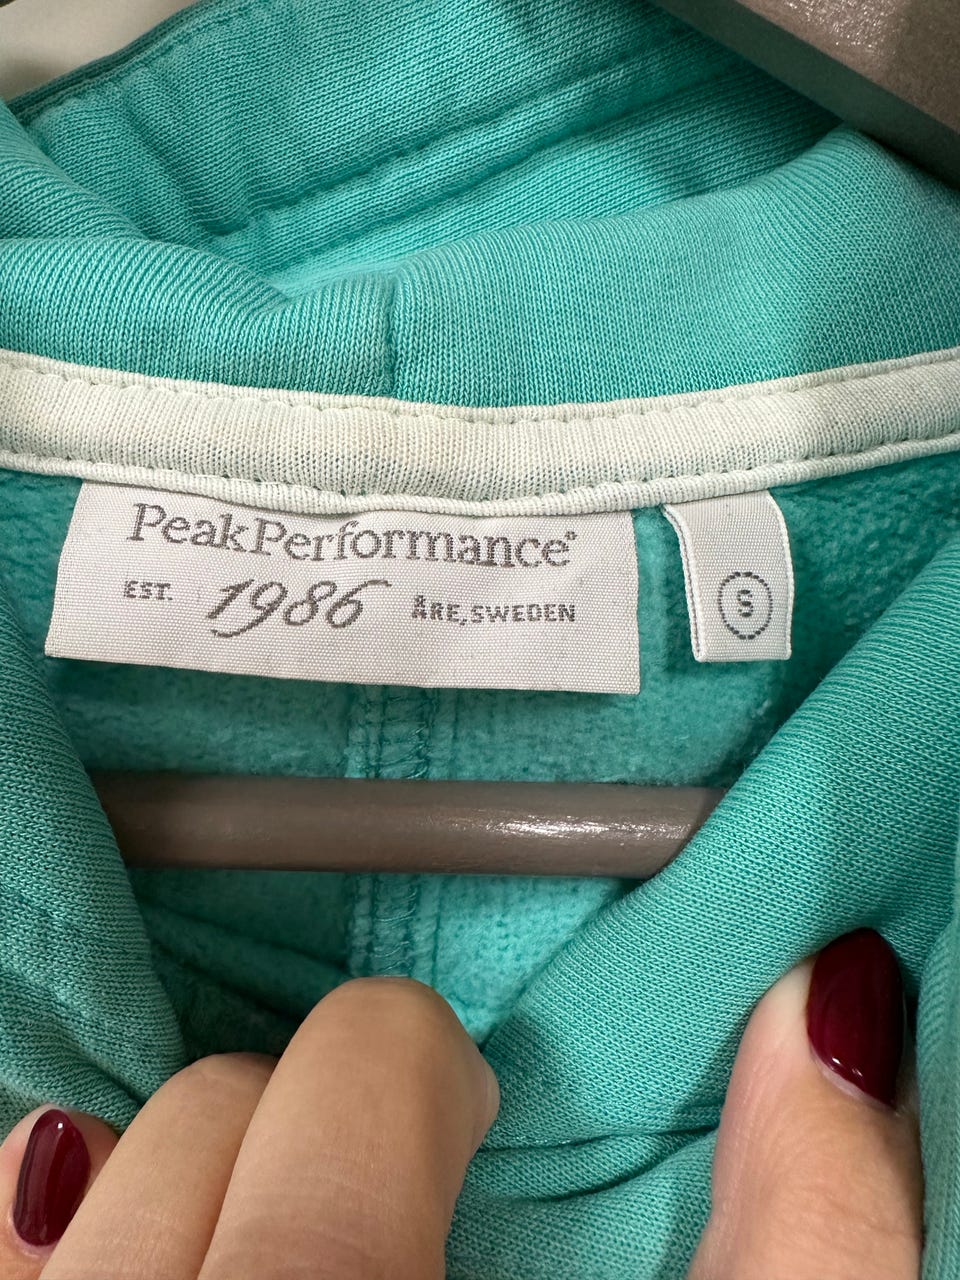 PeakPerformance®
EST. 1986 ÅRE, SWEDEN
S